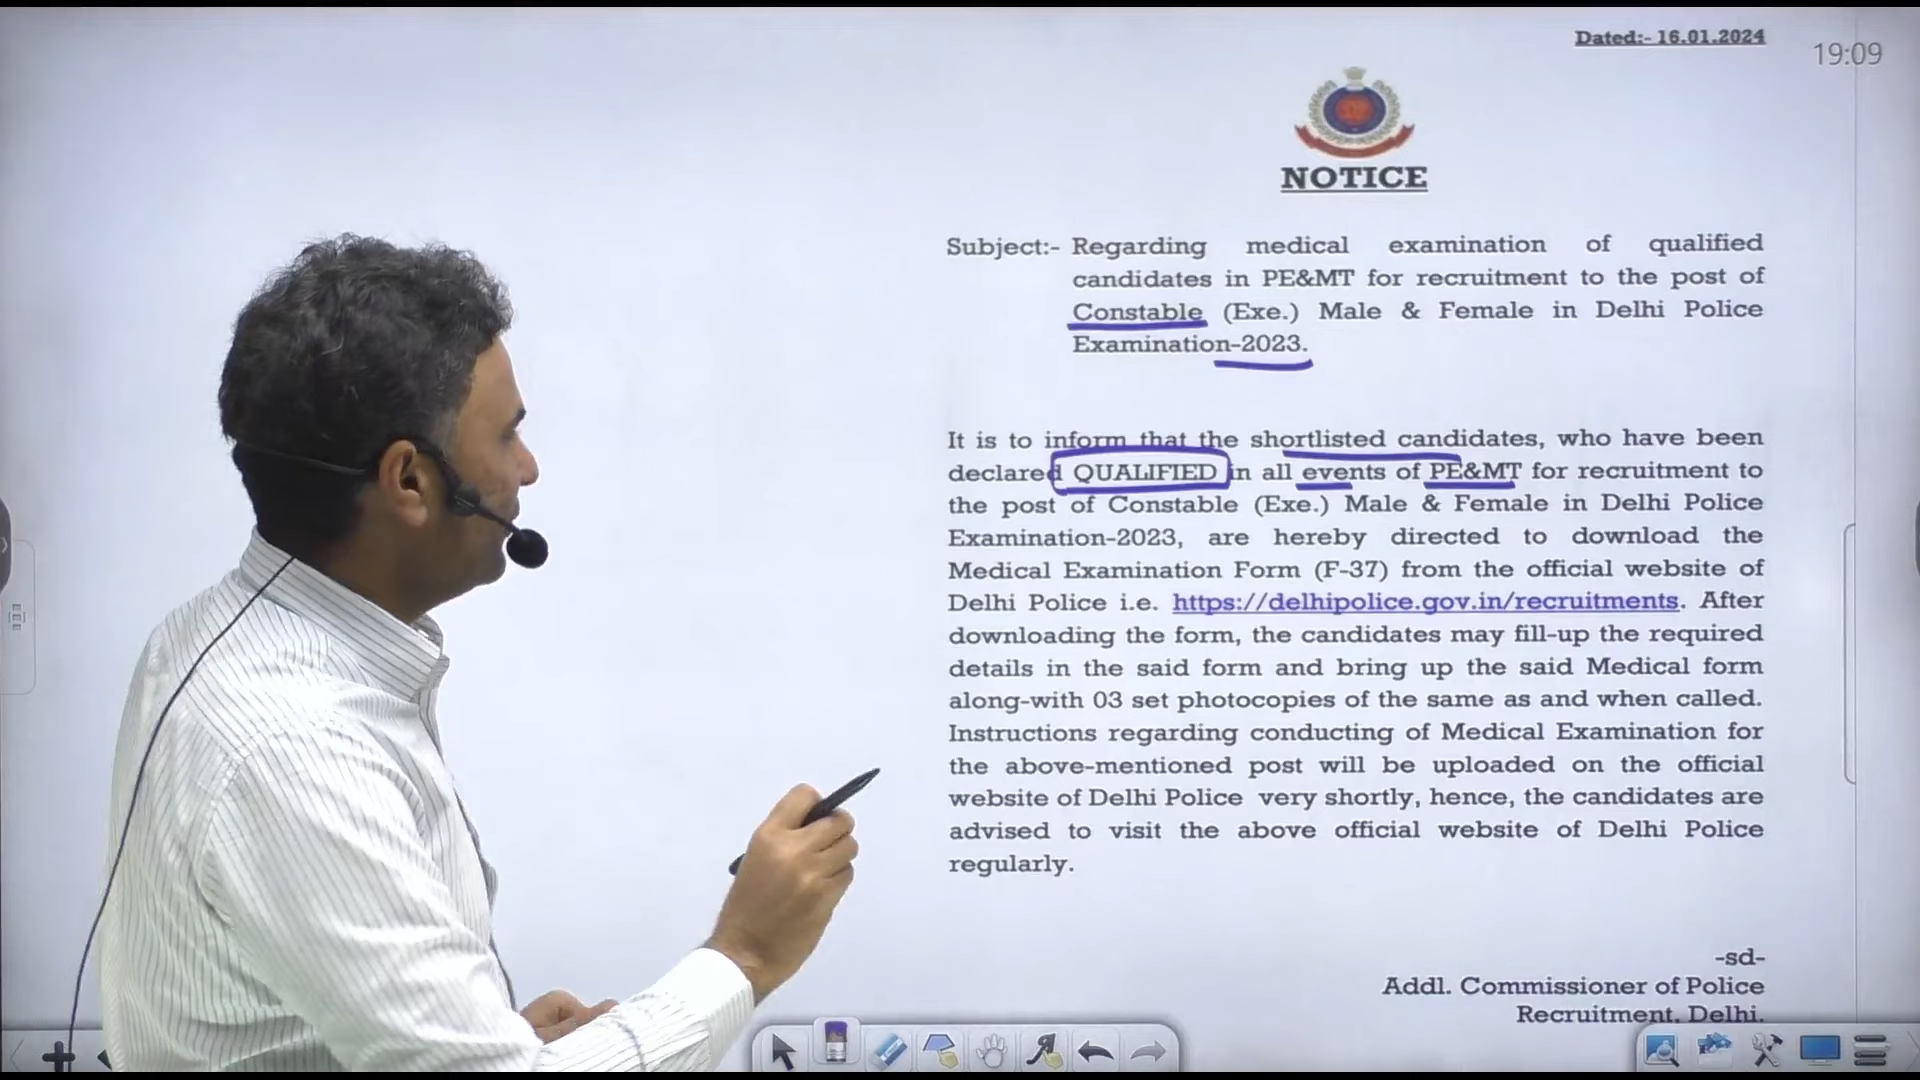 Dated:- 16.01.2024
19:09
NOTICE
Subject:- Regarding medical examination of qualified
candidates in PE&MT for recruitment to the post of
Constable (Exe.) Male & Female in Delhi Police
Examination-2023.
It is to inform that the shortlisted candidates, who have been
declared QUALIFIED in all events of PE&MT for recruitment to
the post of Constable (Exe.) Male & Female in Delhi Police
Examination-2023, are hereby directed to download the
Medical Examination Form (F-37) from the official website of
Delhi Police i.e. https://delhipolice.gov.in/recruitments. After
downloading the form, the candidates may fill-up the required
details in the said form and bring up the said Medical form
along-with 03 set photocopies of the same as and when called.
Instructions regarding conducting of Medical Examination for
the above-mentioned post will be uploaded on the official
website of Delhi Police very shortly, hence, the candidates are
advised to visit the above official website of Delhi Police
regularly.
-sd-
Addl. Commissioner of Police
Recruitment, Delhi.